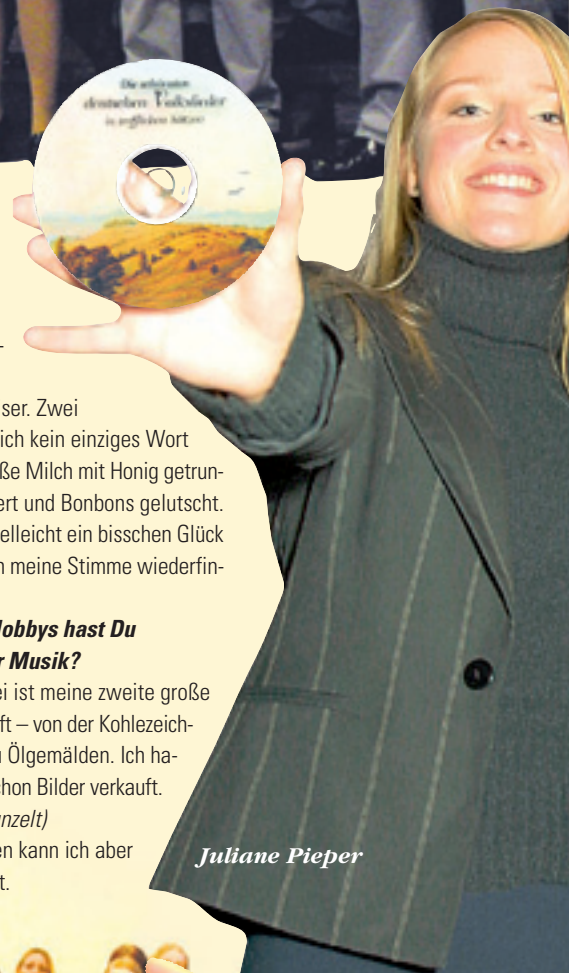 Die schönsten
deutschen Volkslieder
-
ser. Zwei
ich kein einziges Wort
ße Milch mit Honig getrun-
ert und Bonbons gelutscht.
elleicht ein bisschen Glück
n meine Stimme wiederfin-
Hobbys hast Du
r Musik?
ei ist meine zweite große
ft – von der Kohlezeich-
u Ölgemälden. Ich ha-
chon Bilder verkauft.
nzelt)
en kann ich aber
t.
Juliane Pieper